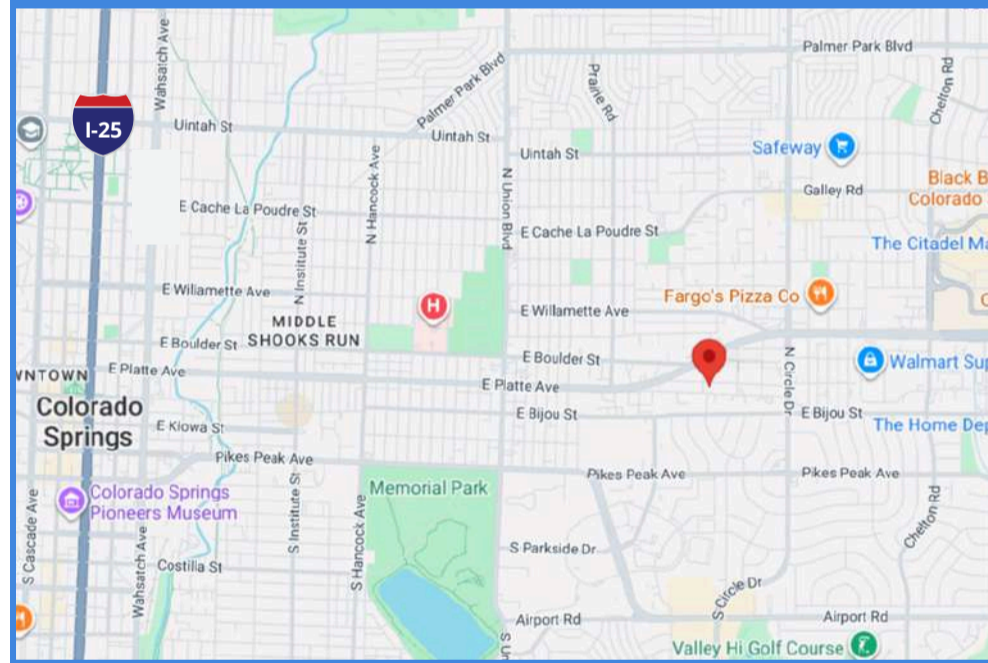 Palmer Park Blvd
Wahsatch Ave
Palmer Park Blvd
Prairie Rd
Chelton Rd
I-25
Uintah St
Uintah St
Uintah St
Safeway
N Hancock Ave
N Union Blvd
Galley Rd
Black B
Colorado
E Cache La Poudre St
N Institute St
E Cache La Poudre St
The Citadel Ma
E Willamette Ave
H
Fargo's Pizza Co
E Willamette Ave
MIDDLE
SHOOKS RUN
E Boulder St
E Boulder St
N Circle Dr
Walmart Sup
WNTOWN
E Platte Ave
E Platte Ave
Colorado
Springs
E Bijou St
E Bijou St
The Home Dep
E Kiowa St
Pikes Peak Ave
Pikes Peak Ave
Pikes Peak Ave
Colorado Springs
Pioneers Museum
S Cascade Ave
Wahsatch Ave
S Institute St
S Hancock Ave
Memorial Park
Chelton Rd
S Parkside Dr
Costilla St
S Circle Dr
Airport Rd
Airport Rd
S Un
Valley Hi Golf Course